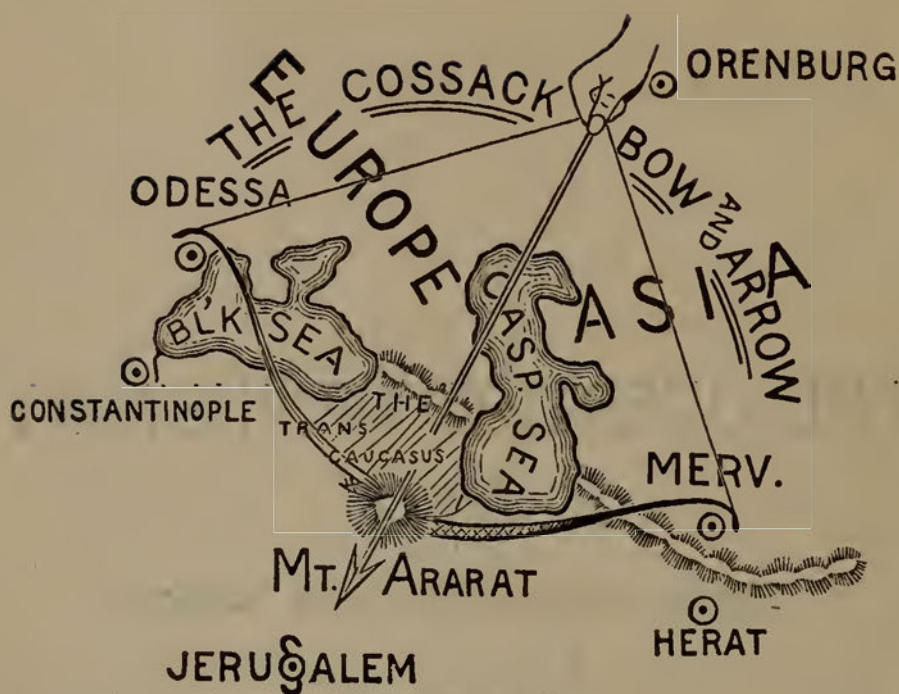 THE COSSACK BOW AND ARROW
ORENBURG
EUROPE
ODESSA
ASIA
BL'K SEA
CASP. SEA
CONSTANTINOPLE
THE
TRANS
CAUCASUS
MERV.
MT. ARARAT
HERAT
JERUSALEM